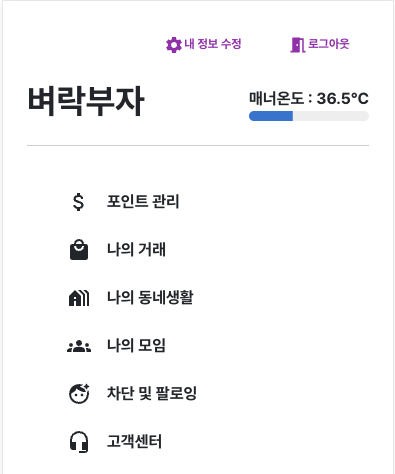 내 정보 수정 로그아웃
벼락부자 매너온도 : 36.5°C
포인트 관리
나의 거래
나의 동네생활
나의 모임
차단 및 팔로잉
고객센터